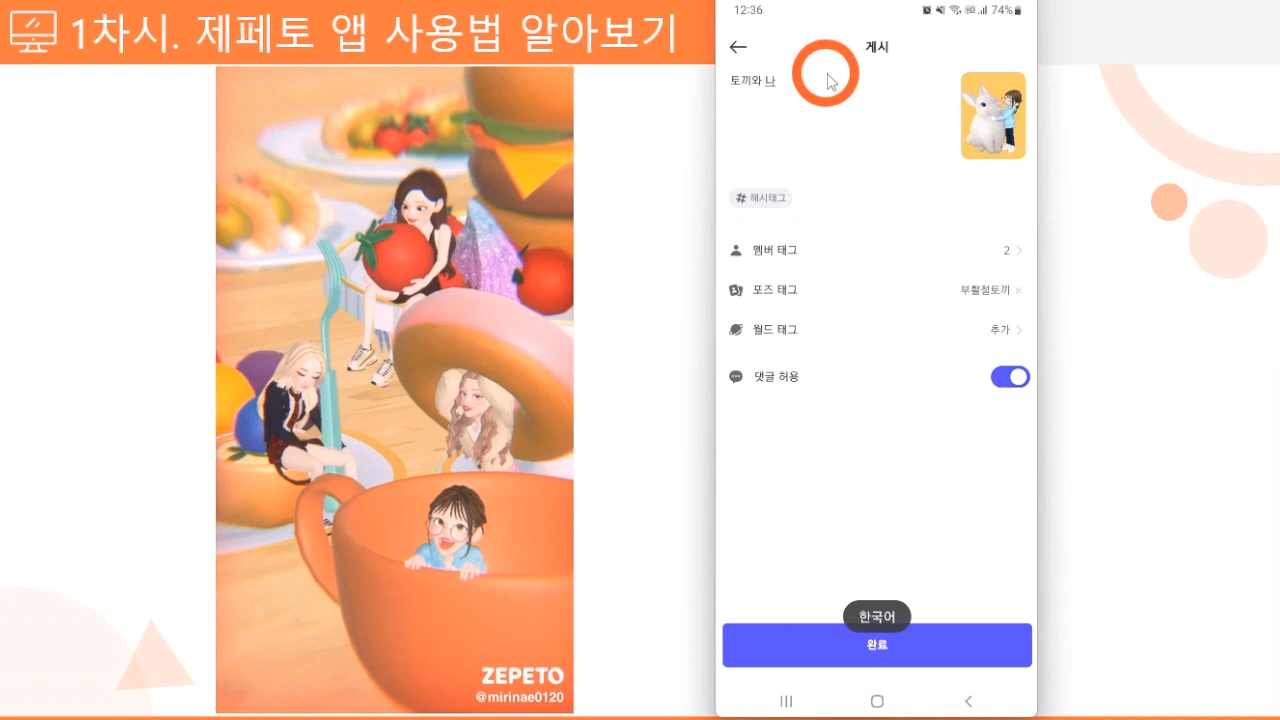 1차시. 제페토 앱 사용법 알아보기
ZEPETO
@mirinae0120
12:36
74%
게시
토끼와 나
# 해시태그
멤버 태그
2
포즈 태그
부활절토끼
월드 태그
추가
댓글 허용
한국어
완료